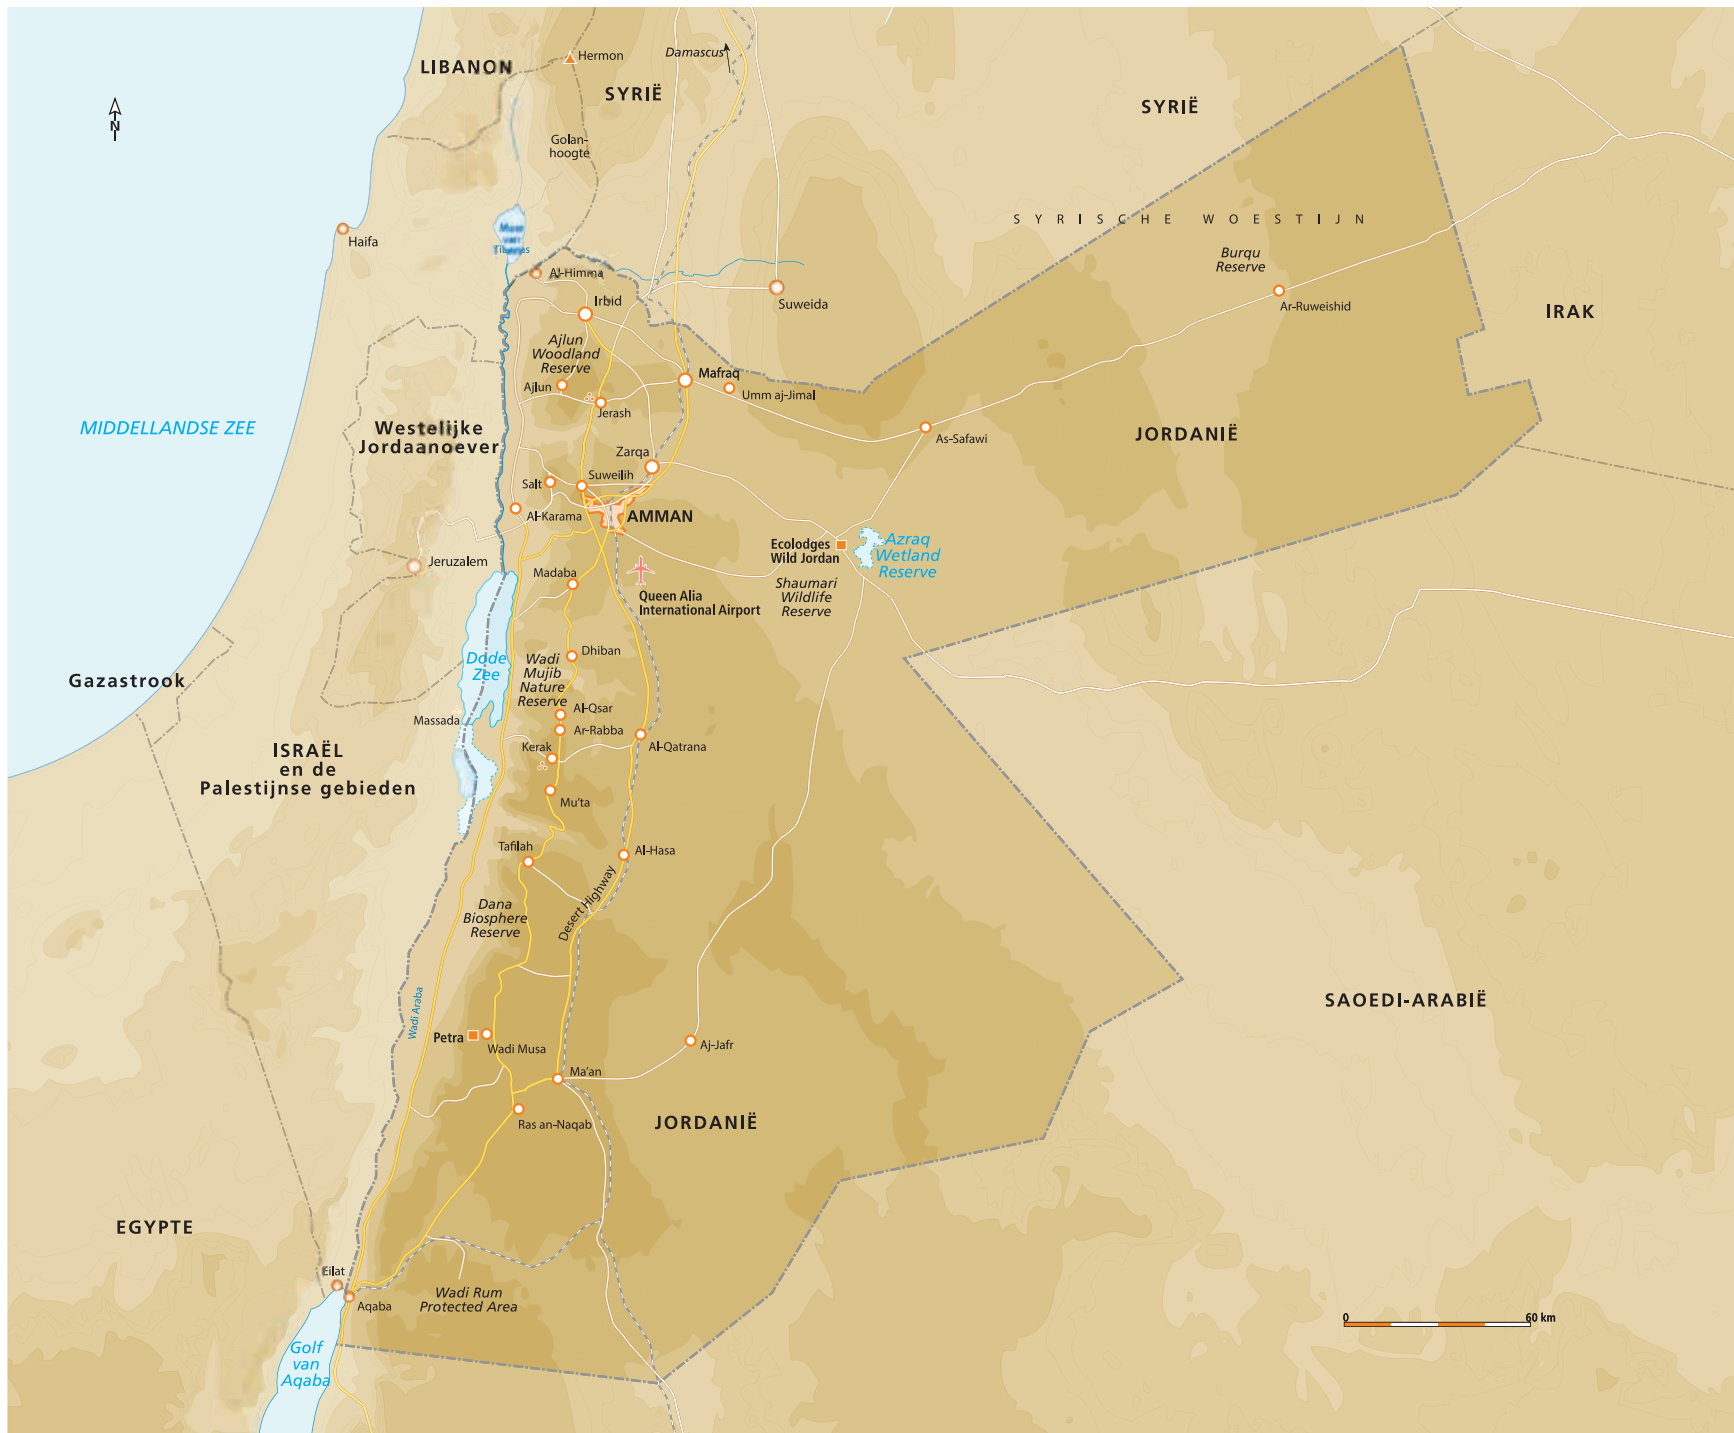 LIBANON
Hermon
Damascus
SYRIË
SYRIË
N
Golan-
hoogte
SYRISCHE WOESTIJN
Haifa
Meer
van
Tiberias
Burqu
Reserve
Al-Himma
Irbid
Suweida
Ar-Ruweishid
IRAK
Ajlun
Woodland
Reserve
Mafraq
Ajlun
Umm aj-Jimal
Jerash
MIDDELLANDSE ZEE
Westelijke
Jordaanoever
As-Safawi
JORDANIË
Zarqa
Suweilih
Salt
Al-Karama
AMMAN
Ecolodges
Wild Jordan
Azraq
Wetland
Reserve
Jeruzalem
Madaba
Shaumari
Wildlife
Reserve
Queen Alia
International Airport
Dhiban
Dode
Zee
Wadi
Mujib
Nature
Reserve
Gazastrook
Al-Qsar
Massada
Ar-Rabba
Kerak
Al-Qatrana
ISRAËL
en de
Palestijnse gebieden
Mu'ta
Tafilah
Al-Hasa
Desert Highway
Dana
Biosphere
Reserve
Wadi Araba
SAOEDI-ARABIË
Petra
Wadi Musa
Aj-Jafr
Ma'an
Ras an-Naqab
JORDANIË
EGYPTE
Eilat
Aqaba
Wadi Rum
Protected Area
Golf
van
Aqaba
0 60 km